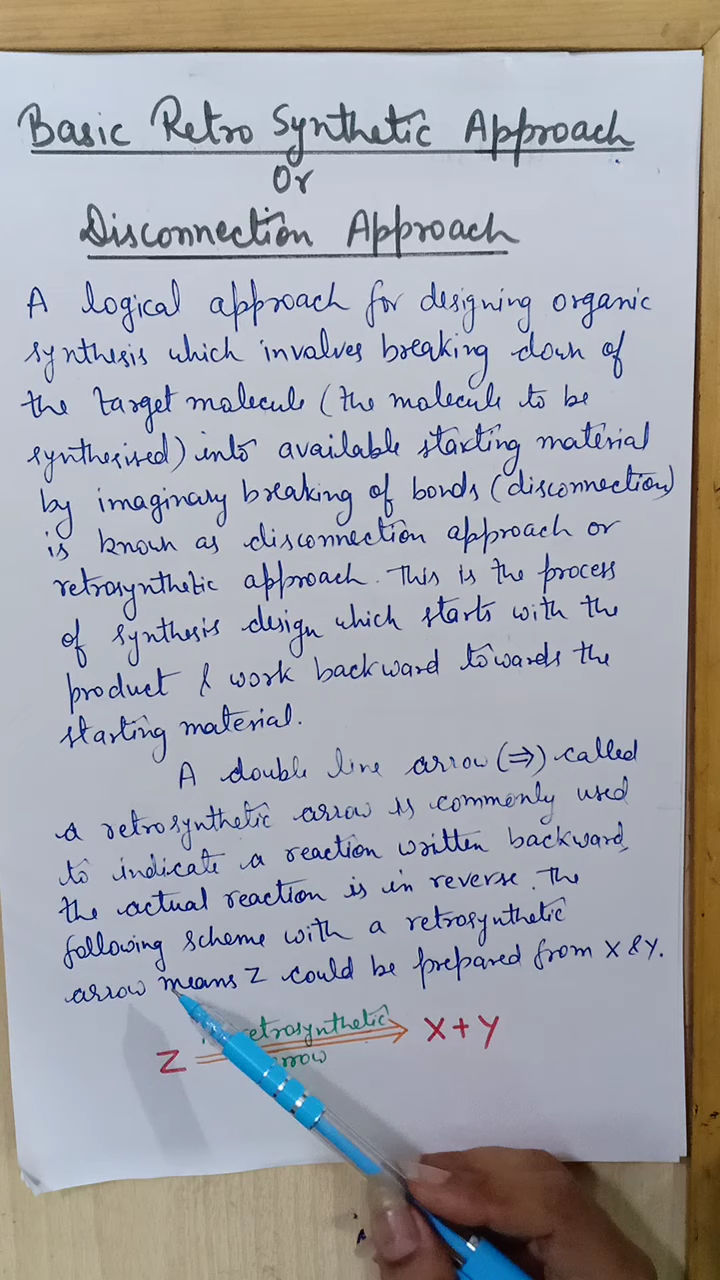 Basic Retro Synthetic Approach
Or
Disconnection Approach
A logical approach for designing organic
synthesis which involves breaking down of
the target molecule (the molecule to be
synthesised) into available starting material
by imaginary breaking of bonds (disconnection)
is known as disconnection approach or
retrosynthetic approach. This is the process
of synthesis design which starts with the
product & work backward towards the
starting material.
A double line arrow (⇒) called
a retrosynthetic arrow is commonly used
to indicate a reaction written backward,
the actual reaction is in reverse. The
following scheme with a retrosynthetic
arrow means Z could be prepared from X & Y.
retrosynthetic
Z ⇒ X + Y